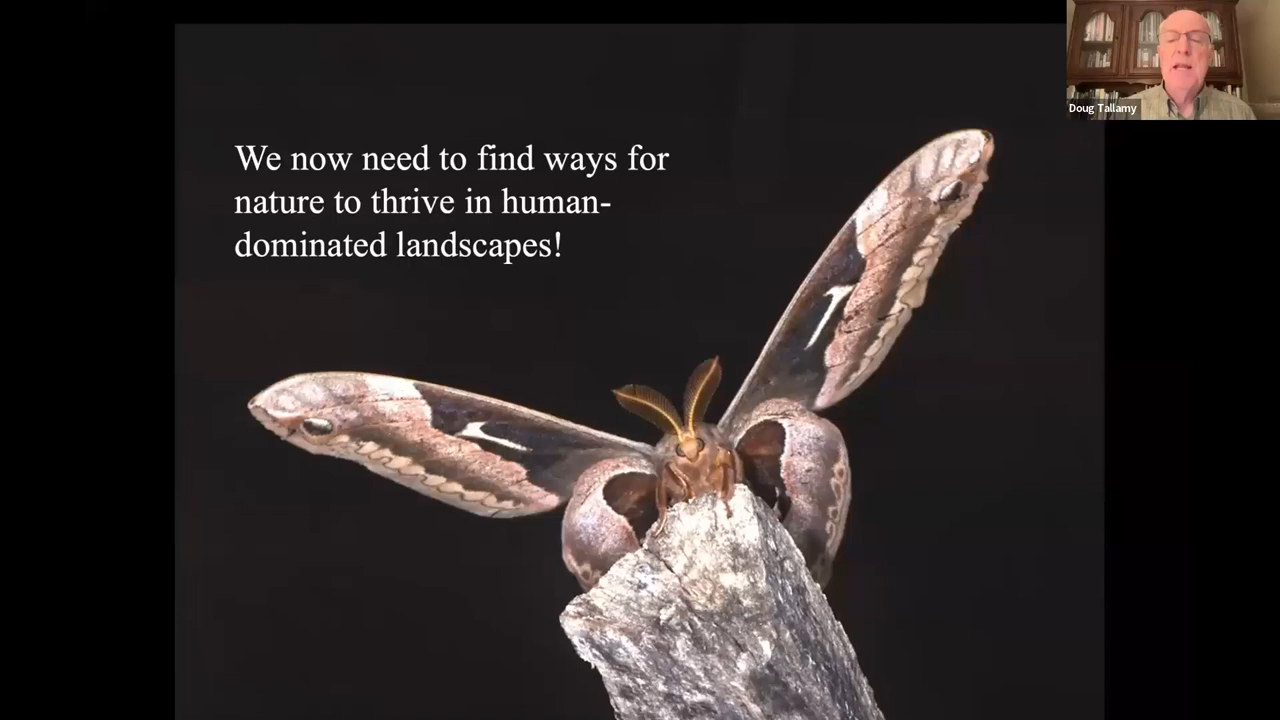 We now need to find ways for
nature to thrive in human-
dominated landscapes!
Doug Tallamy